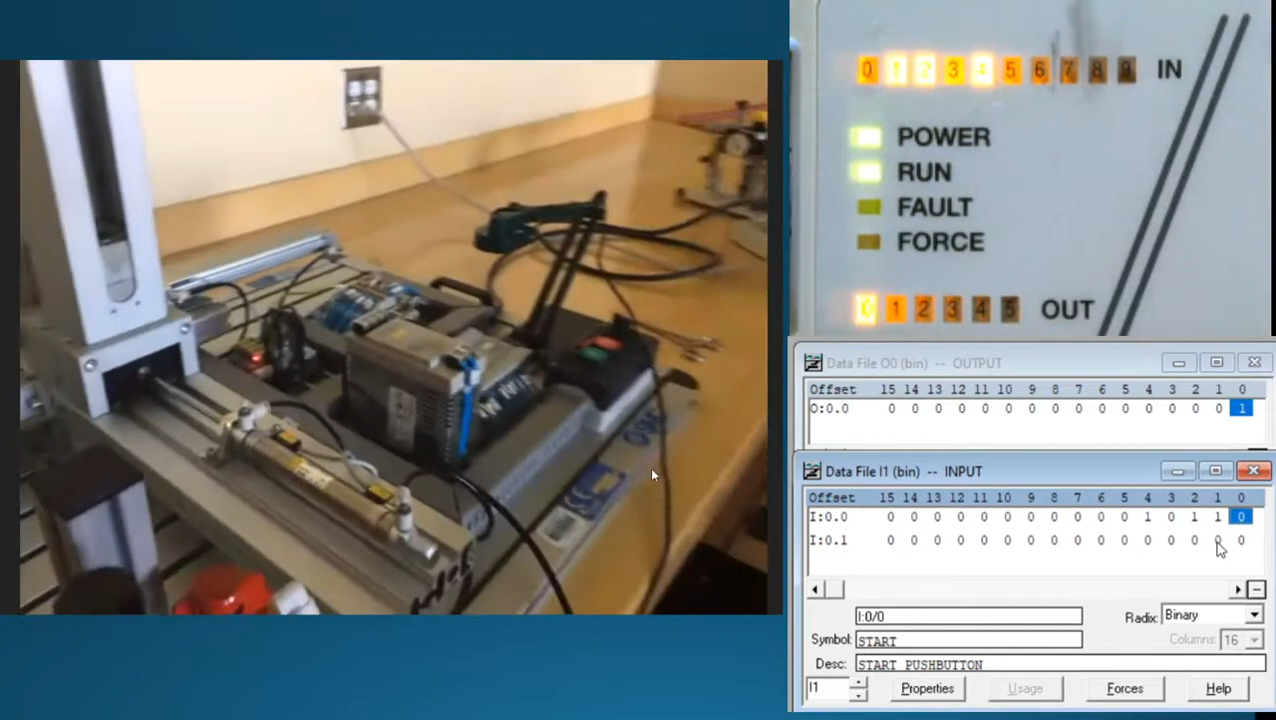 0 1 2 3 4 5 6 7 8 9 IN
POWER
RUN
FAULT
FORCE
0 1 2 3 4 5 OUT
Data File O0 (bin) -- OUTPUT
Offset 15 14 13 12 11 10 9 8 7 6 5 4 3 2 1 0
O:0.0 0 0 0 0 0 0 0 0 0 0 0 0 0 0 0 1
Data File I1 (bin) -- INPUT
Offset 15 14 13 12 11 10 9 8 7 6 5 4 3 2 1 0
I:0.0 0 0 0 0 0 0 0 0 0 0 0 1 0 1 1 0
I:0.1 0 0 0 0 0 0 0 0 0 0 0 0 0 0 0 0
I:0/0
Radix: Binary
Symbol: START
Columns: 16
Desc: START PUSHBUTTON
I1 Properties Usage Forces Help